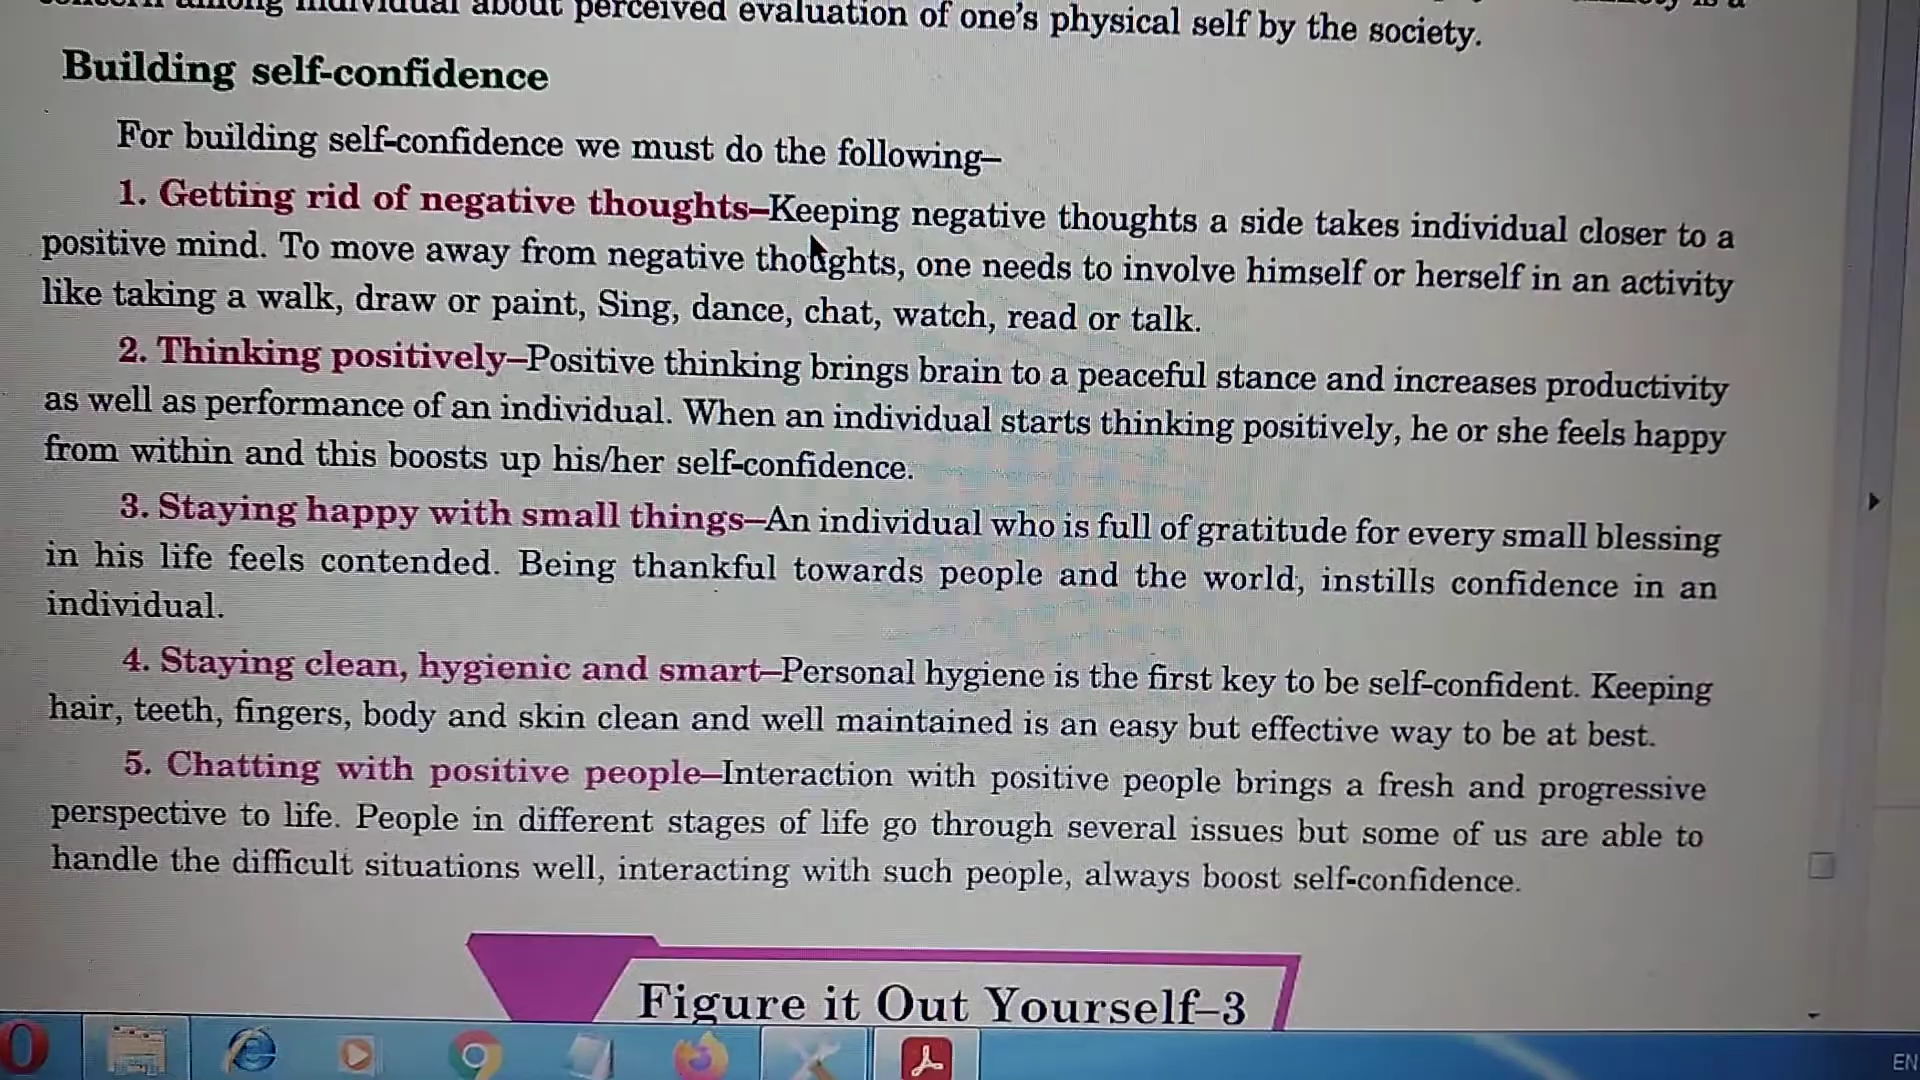 among individual about perceived evaluation of one's physical self by the society.
Building self-confidence
For building self-confidence we must do the following–
1. Getting rid of negative thoughts–Keeping negative thoughts a side takes individual closer to a
positive mind. To move away from negative thoughts, one needs to involve himself or herself in an activity
like taking a walk, draw or paint, Sing, dance, chat, watch, read or talk.
2. Thinking positively–Positive thinking brings brain to a peaceful stance and increases productivity
as well as performance of an individual. When an individual starts thinking positively, he or she feels happy
from within and this boosts up his/her self-confidence.
3. Staying happy with small things–An individual who is full of gratitude for every small blessing
in his life feels contended. Being thankful towards people and the world, instills confidence in an
individual.
4. Staying clean, hygienic and smart–Personal hygiene is the first key to be self-confident. Keeping
hair, teeth, fingers, body and skin clean and well maintained is an easy but effective way to be at best.
5. Chatting with positive people–Interaction with positive people brings a fresh and progressive
perspective to life. People in different stages of life go through several issues but some of us are able to
handle the difficult situations well, interacting with such people, always boost self-confidence.
Figure it Out Yourself–3
EN